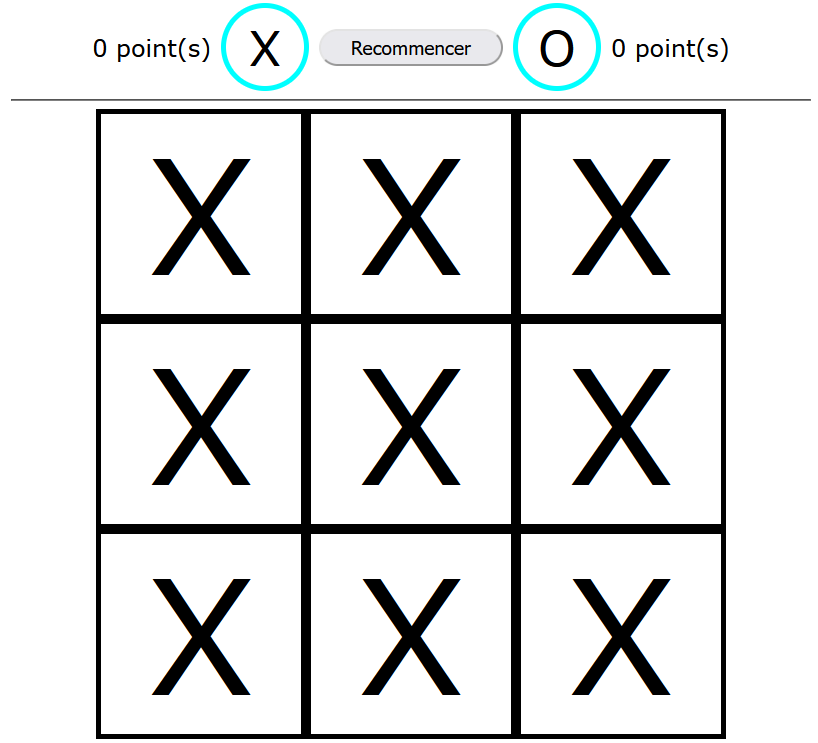 0 point(s) X Recommencer O 0 point(s)
X X X
X X X
X X X